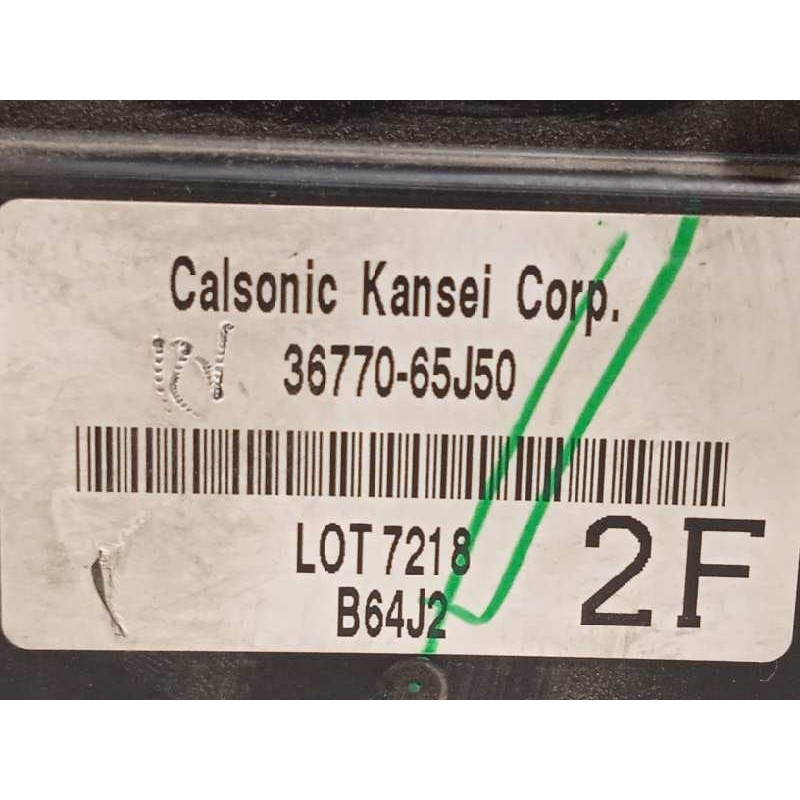 Calsonic Kansei Corp.
36770-65J50
LOT 7218
B64J2
2F